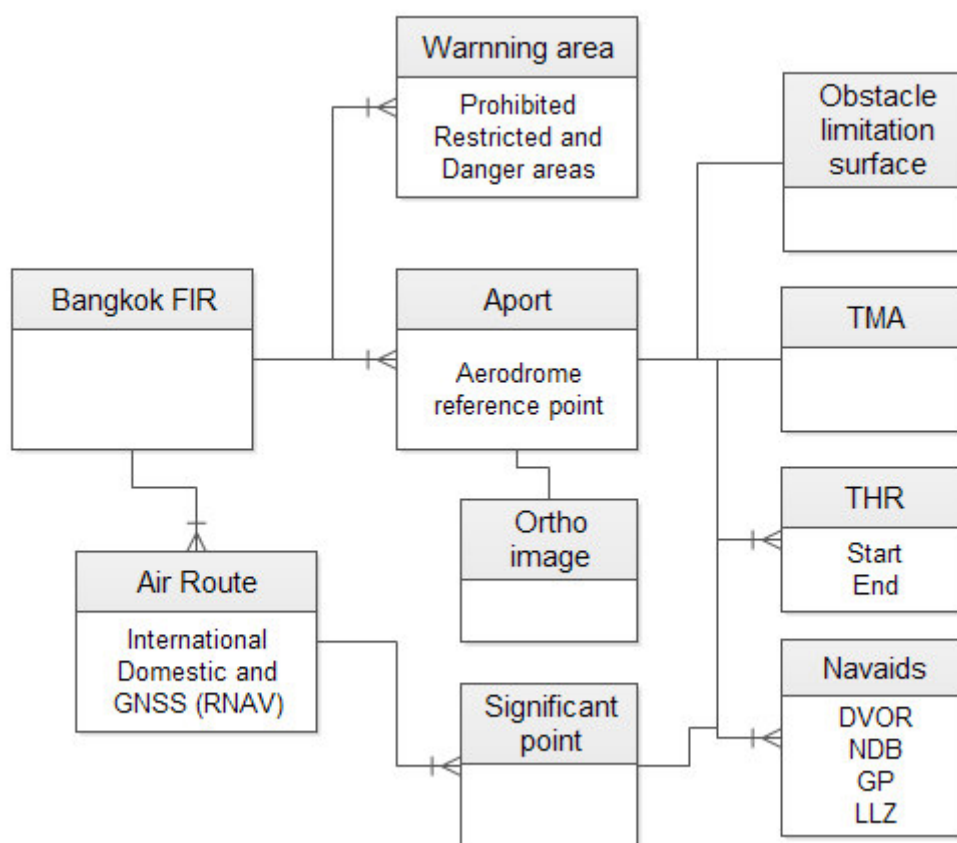 Warnning area
Prohibited
Restricted and
Danger areas
Obstacle
limitation
surface
Bangkok FIR
Aport
Aerodrome
reference point
TMA
Ortho
image
THR
Start
End
Air Route
International
Domestic and
GNSS (RNAV)
Significant
point
Navaids
DVOR
NDB
GP
LLZ